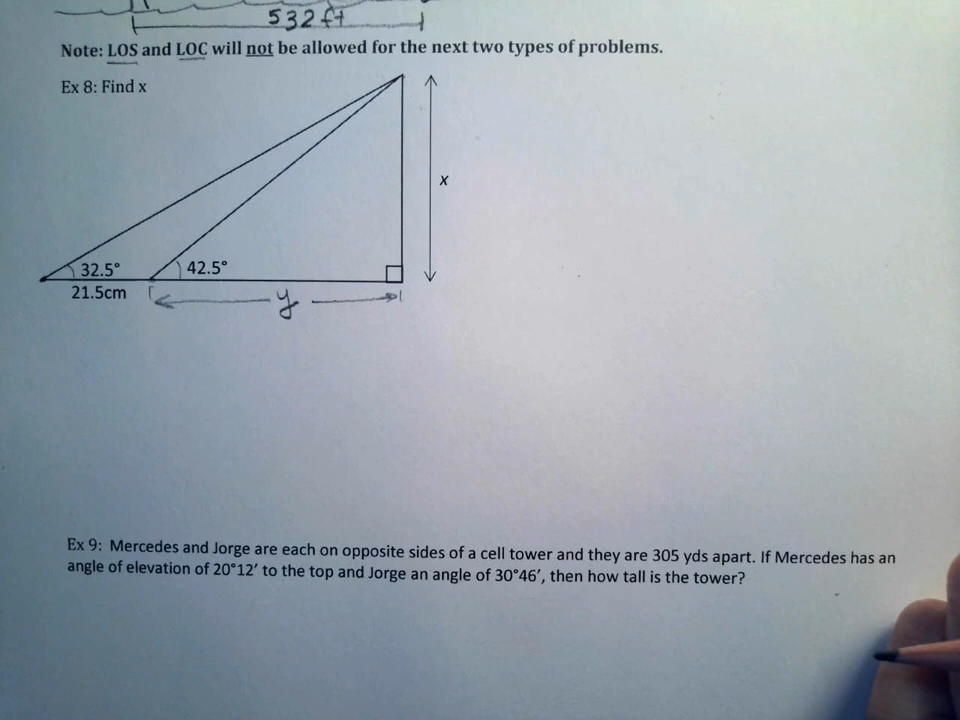 532 ft
Note: LOS and LOC will not be allowed for the next two types of problems.
Ex 8: Find x
x
32.5°
42.5°
21.5cm
y
Ex 9: Mercedes and Jorge are each on opposite sides of a cell tower and they are 305 yds apart. If Mercedes has an
angle of elevation of 20°12′ to the top and Jorge an angle of 30°46′, then how tall is the tower?